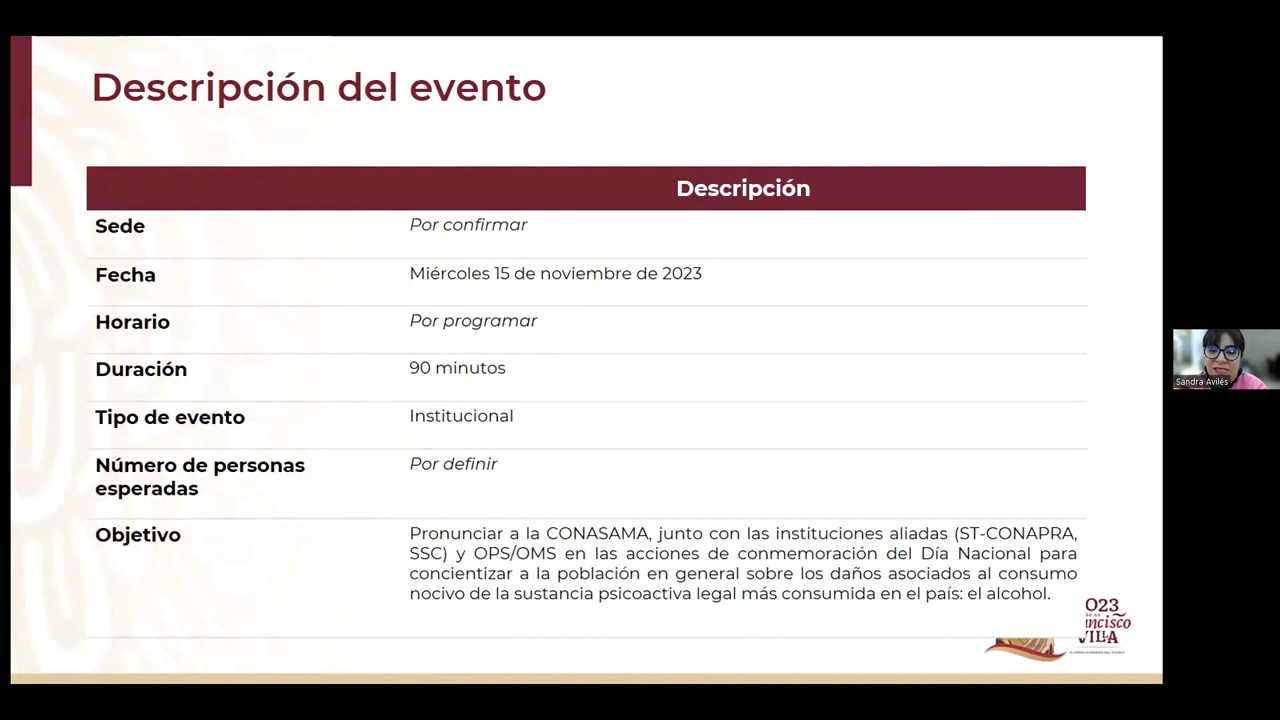 Descripción del evento
Descripción
Sede
Por confirmar
Fecha
Miércoles 15 de noviembre de 2023
Horario
Por programar
Duración
90 minutos
Tipo de evento
Institucional
Número de personas
esperadas
Por definir
Objetivo
Pronunciar a la CONASAMA, junto con las instituciones aliadas (ST-CONAPRA,
SSC) y OPS/OMS en las acciones de conmemoración del Día Nacional para
concientizar a la población en general sobre los daños asociados al consumo
nocivo de la sustancia psicoactiva legal más consumida en el país: el alcohol.
VILLA
Sandra Avilés